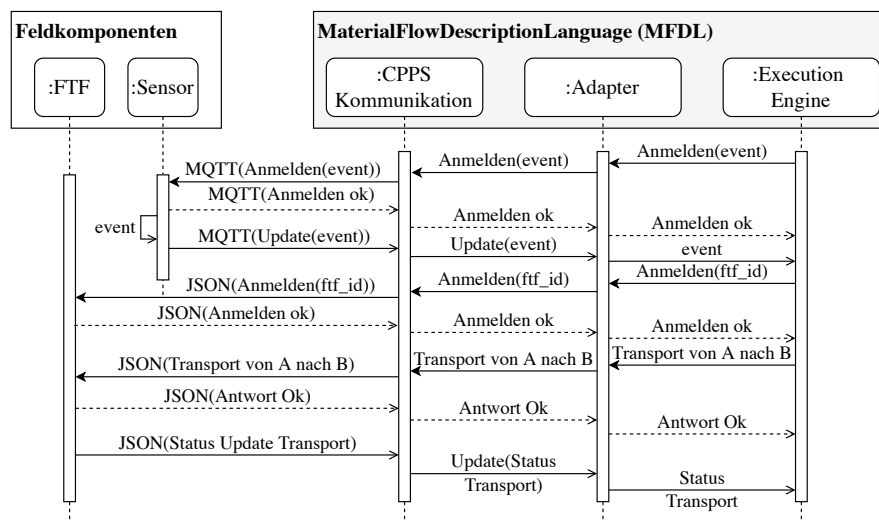 Feldkomponenten
MaterialFlowDescriptionLanguage (MFDL)
:FTF
:Sensor
:CPPS
Kommunikation
:Adapter
:Execution
Engine
Anmelden(event)
Anmelden(event)
MQTT(Anmelden(event))
MQTT(Anmelden ok)
Anmelden ok
Anmelden ok
event
MQTT(Update(event))
Update(event)
event
Anmelden(ftf_id)
Anmelden(ftf_id)
JSON(Anmelden(ftf_id))
JSON(Anmelden ok)
Anmelden ok
Anmelden ok
Transport von A nach B
Transport von A nach B
JSON(Transport von A nach B)
JSON(Antwort Ok)
Antwort Ok
Antwort Ok
JSON(Status Update Transport)
Update(Status
Transport)
Status
Transport